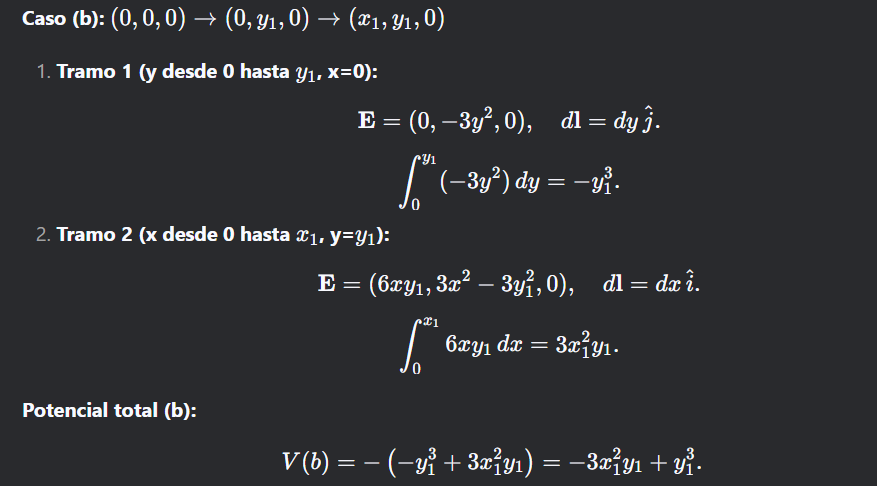 Caso (b): (0, 0, 0) → (0, y₁, 0) → (x₁, y₁, 0)
1. Tramo 1 (y desde 0 hasta y₁, x=0):
E = (0, −3y², 0), dl = dy ĵ.
∫₀^{y₁} (−3y²) dy = −y₁³.
2. Tramo 2 (x desde 0 hasta x₁, y=y₁):
E = (6xy₁, 3x² − 3y₁², 0), dl = dx î.
∫₀^{x₁} 6xy₁ dx = 3x₁²y₁.
Potencial total (b):
V(b) = − (−y₁³ + 3x₁²y₁) = −3x₁²y₁ + y₁³.